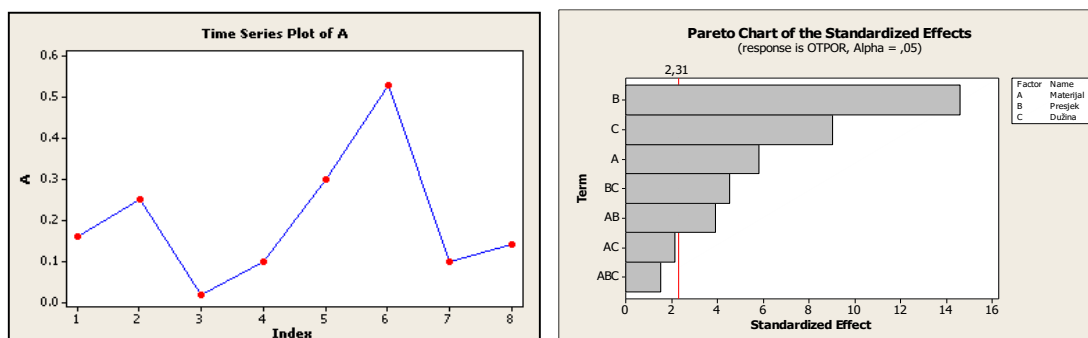 Time Series Plot of A
0.6
0.5
0.4
0.3
0.2
0.1
0.0
A
1 2 3 4 5 6 7 8
Index
Pareto Chart of the Standardized Effects
(response is OTPOR, Alpha = ,05)
2,31
Term
B
C
A
BC
AB
AC
ABC
0 2 4 6 8 10 12 14 16
Standardized Effect
Factor Name
A Materijal
B Presjek
C Dužina